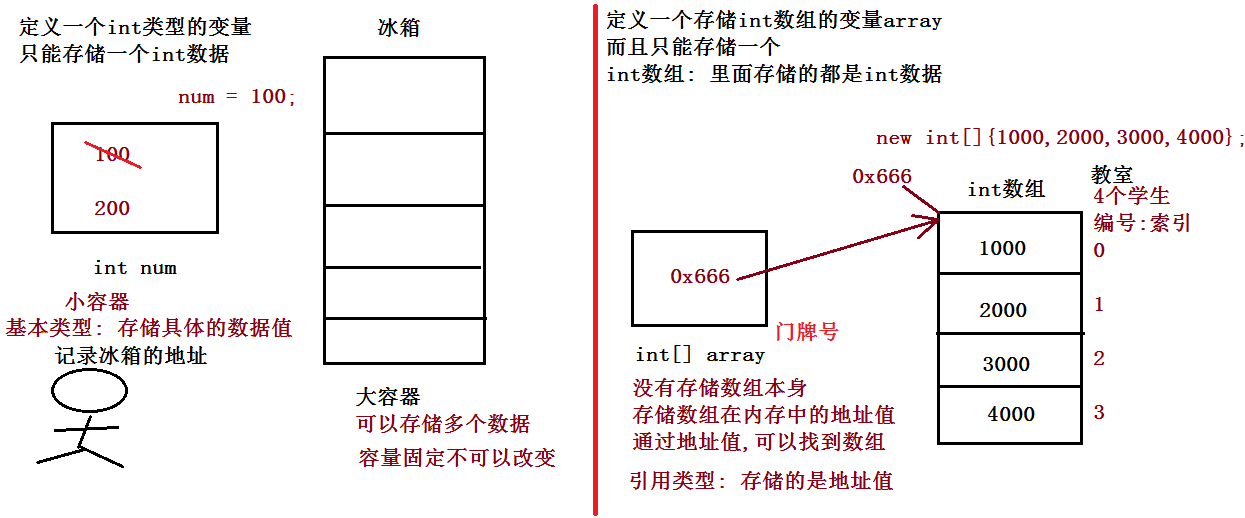 定义一个int类型的变量
只能存储一个int数据
num = 100;
100
200
int num
小容器
基本类型: 存储具体的数据值
记录冰箱的地址
冰箱
大容器
可以存储多个数据
容量固定不可以改变
定义一个存储int数组的变量array
而且只能存储一个
int数组: 里面存储的都是int数据
new int[]{1000,2000,3000,4000};
0x666
int数组
教室
4个学生
编号:索引
1000
0
2000
1
3000
2
4000
3
0x666
门牌号
int[] array
没有存储数组本身
存储数组在内存中的地址值
通过地址值,可以找到数组
引用类型: 存储的是地址值